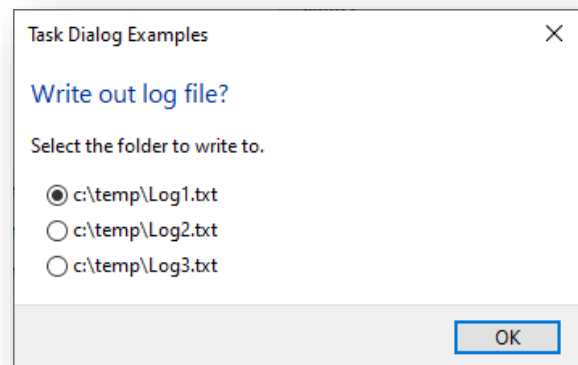 Task Dialog Examples
Write out log file?
Select the folder to write to.
c:\temp\Log1.txt
c:\temp\Log2.txt
c:\temp\Log3.txt
OK